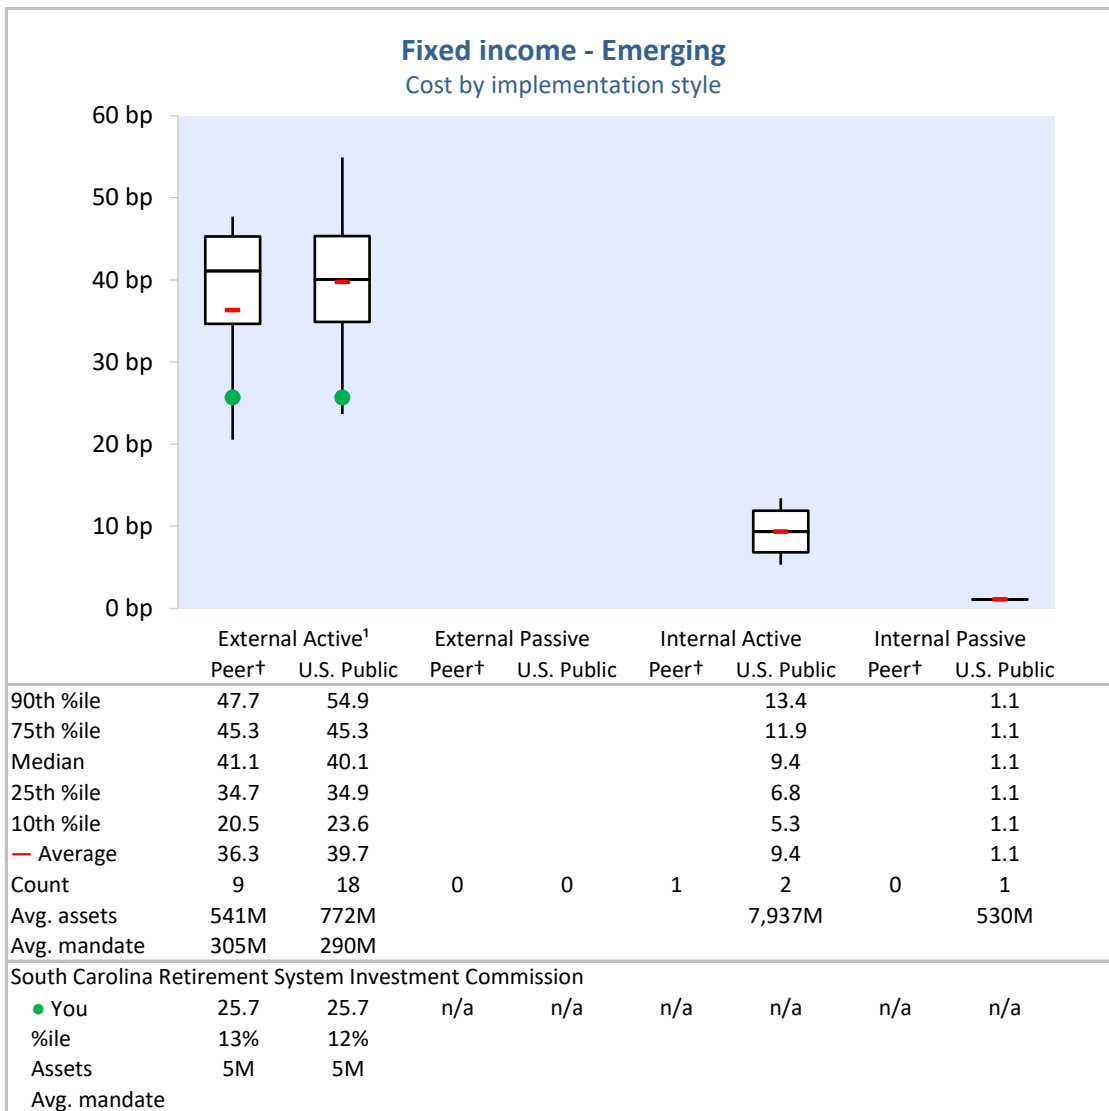 Fixed income - Emerging
Cost by implementation style
60 bp
50 bp
40 bp
30 bp
20 bp
10 bp
0 bp
External Active¹ External Passive Internal Active Internal Passive
Peer† U.S. Public Peer† U.S. Public Peer† U.S. Public Peer† U.S. Public
90th %ile 47.7 54.9 13.4 1.1
75th %ile 45.3 45.3 11.9 1.1
Median 41.1 40.1 9.4 1.1
25th %ile 34.7 34.9 6.8 1.1
10th %ile 20.5 23.6 5.3 1.1
— Average 36.3 39.7 9.4 1.1
Count 9 18 0 0 1 2 0 1
Avg. assets 541M 772M 7,937M 530M
Avg. mandate 305M 290M
South Carolina Retirement System Investment Commission
● You 25.7 25.7 n/a n/a n/a n/a n/a n/a
%ile 13% 12%
Assets 5M 5M
Avg. mandate